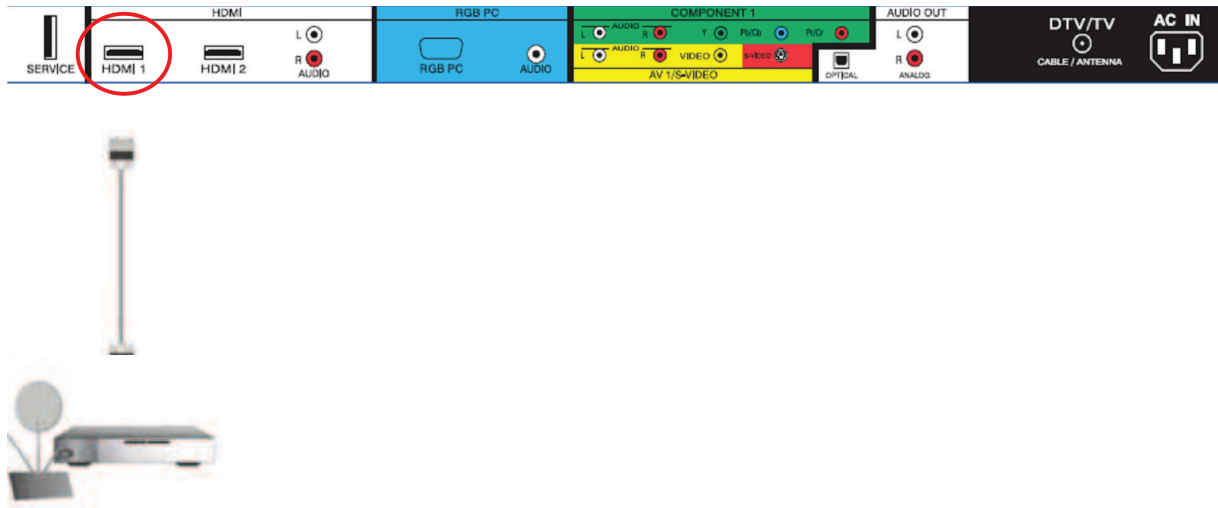 HDMI
RGB PC
COMPONENT 1
AUDIO OUT
L AUDIO R Y Pb/Cb Pr/Cr
L AUDIO R VIDEO S-VIDEO
L
R
AUDIO
SERVICE
HDMI 1
HDMI 2
RGB PC
AUDIO
AV 1/S-VIDEO
OPTICAL
L
R
ANALOG
DTV/TV
CABLE / ANTENNA
AC IN